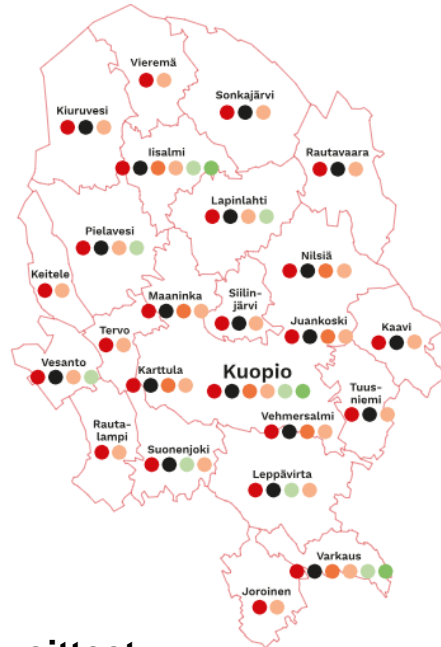 Vieremä
Sonkajärvi
Kiuruvesi
Iisalmi
Rautavaara
Lapinlahti
Pielavesi
Nilsiä
Keitele
Maaninka
Siilin-
järvi
Juankoski
Kaavi
Tervo
Vesanto
Karttula
Kuopio
Tuus-
niemi
Vehmersalmi
Rauta-
lampi
Suonenjoki
Leppävirta
Varkaus
Joroinen